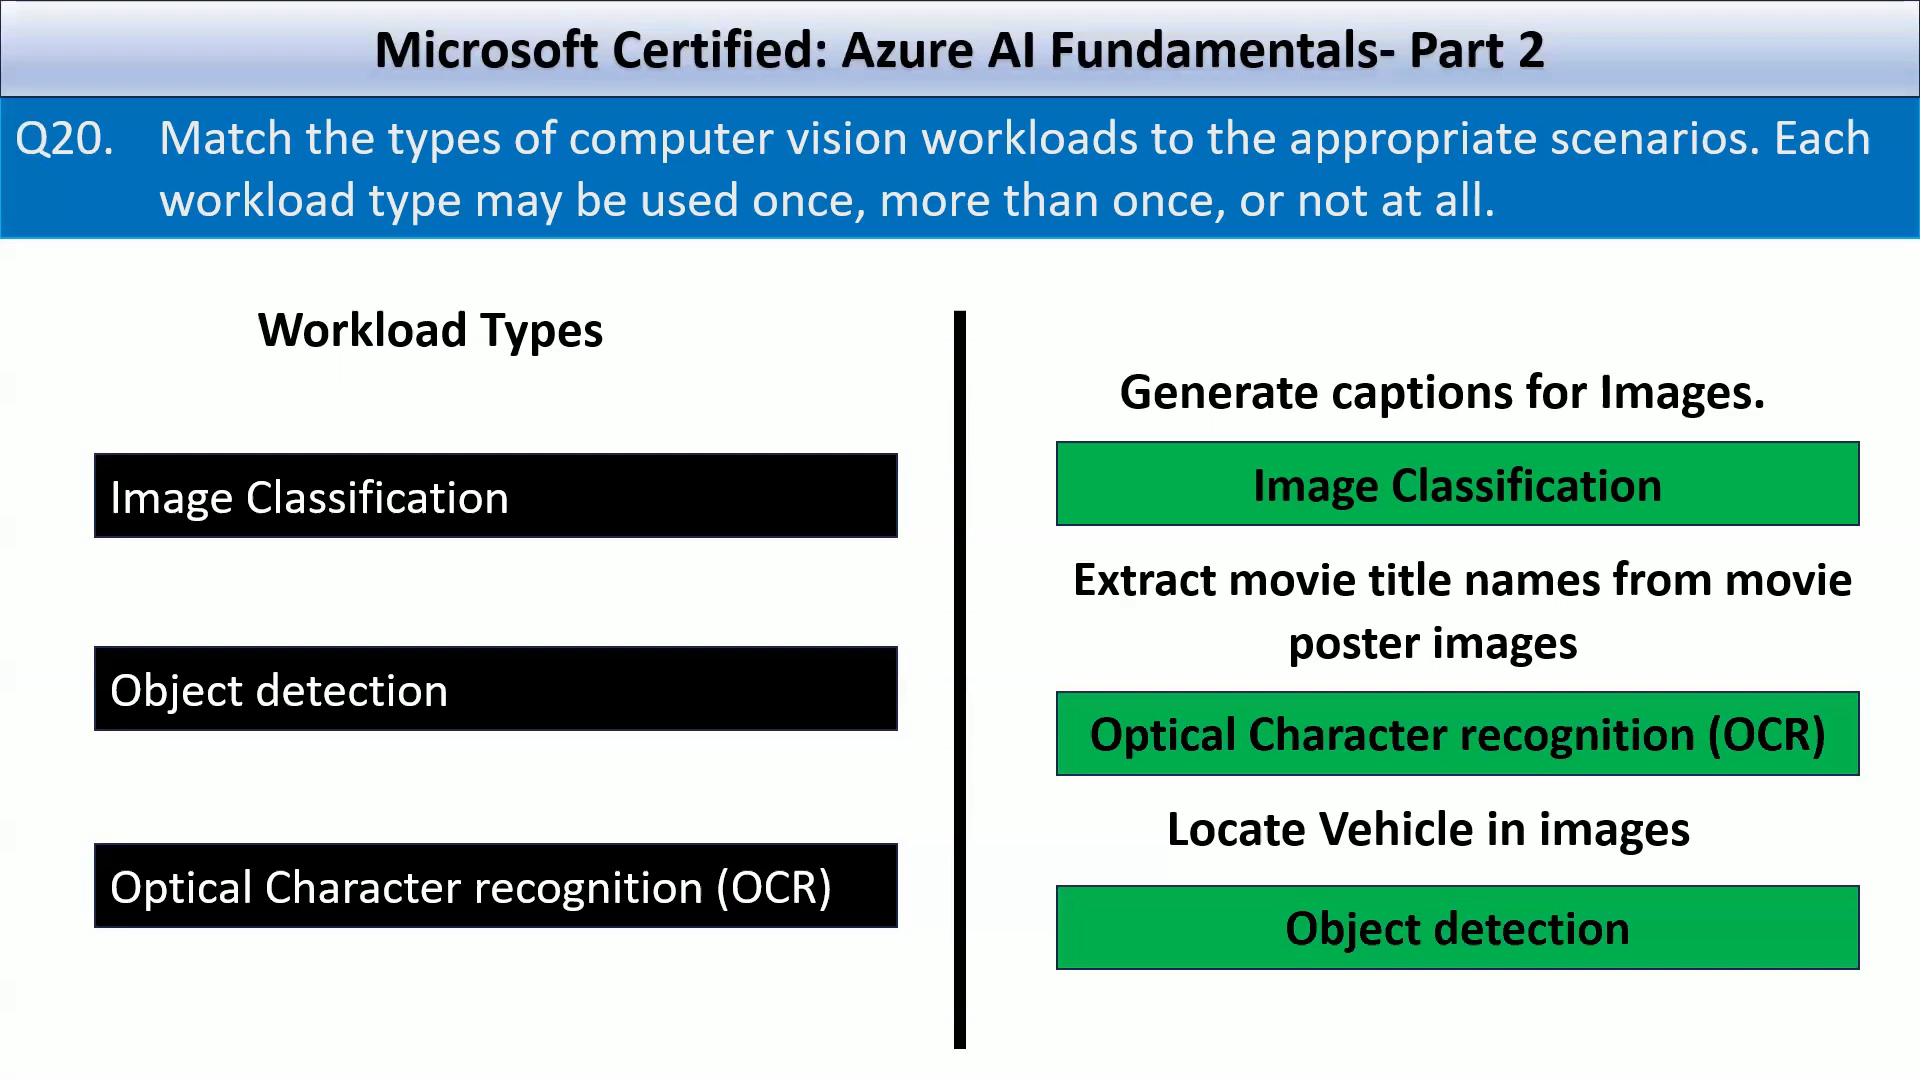 Microsoft Certified: Azure AI Fundamentals- Part 2
Q20. Match the types of computer vision workloads to the appropriate scenarios. Each
workload type may be used once, more than once, or not at all.
Workload Types
Image Classification
Object detection
Optical Character recognition (OCR)
Generate captions for Images.
Image Classification
Extract movie title names from movie
poster images
Optical Character recognition (OCR)
Locate Vehicle in images
Object detection